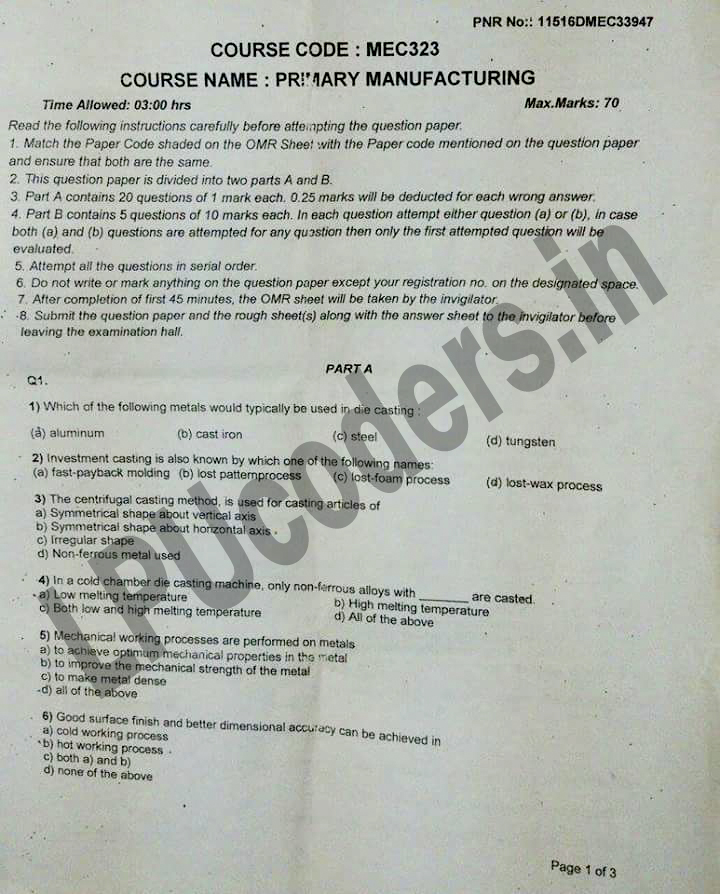 PNR No:: 11516DMEC33947
COURSE CODE : MEC323
COURSE NAME : PRIMARY MANUFACTURING
Time Allowed: 03:00 hrs Max.Marks: 70
Read the following instructions carefully before attempting the question paper.
1. Match the Paper Code shaded on the OMR Sheet with the Paper code mentioned on the question paper
and ensure that both are the same.
2. This question paper is divided into two parts A and B.
3. Part A contains 20 questions of 1 mark each. 0.25 marks will be deducted for each wrong answer.
4. Part B contains 5 questions of 10 marks each. In each question attempt either question (a) or (b), in case
both (a) and (b) questions are attempted for any question then only the first attempted question will be
evaluated.
5. Attempt all the questions in serial order.
6. Do not write or mark anything on the question paper except your registration no. on the designated space.
7. After completion of first 45 minutes, the OMR sheet will be taken by the invigilator.
8. Submit the question paper and the rough sheet(s) along with the answer sheet to the invigilator before
leaving the examination hall.
PART A
Q1.
1) Which of the following metals would typically be used in die casting :
(a) aluminum (b) cast iron (c) steel (d) tungsten
2) Investment casting is also known by which one of the following names:
(a) fast-payback molding (b) lost patternprocess (c) lost-foam process (d) lost-wax process
3) The centrifugal casting method, is used for casting articles of
a) Symmetrical shape about vertical axis
b) Symmetrical shape about horizontal axis
c) Irregular shape
d) Non-ferrous metal used
4) In a cold chamber die casting machine, only non-ferrous alloys with ________ are casted.
a) Low melting temperature b) High melting temperature
c) Both low and high melting temperature d) All of the above
5) Mechanical working processes are performed on metals
a) to achieve optimum mechanical properties in the metal
b) to improve the mechanical strength of the metal
c) to make metal dense
d) all of the above
6) Good surface finish and better dimensional accuracy can be achieved in
a) cold working process
b) hot working process
c) both a) and b)
d) none of the above
Page 1 of 3
LPUcoders.in